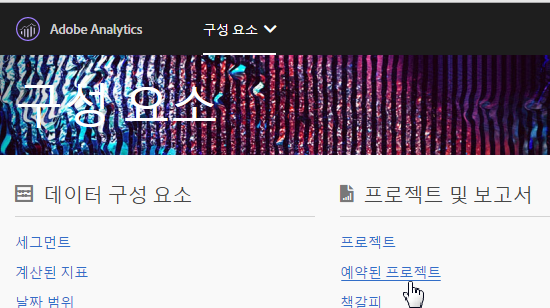 Adobe Analytics
구성 요소
구성 요소
데이터 구성 요소
세그먼트
계산된 지표
날짜 범위
프로젝트 및 보고서
프로젝트
예약된 프로젝트
책갈피